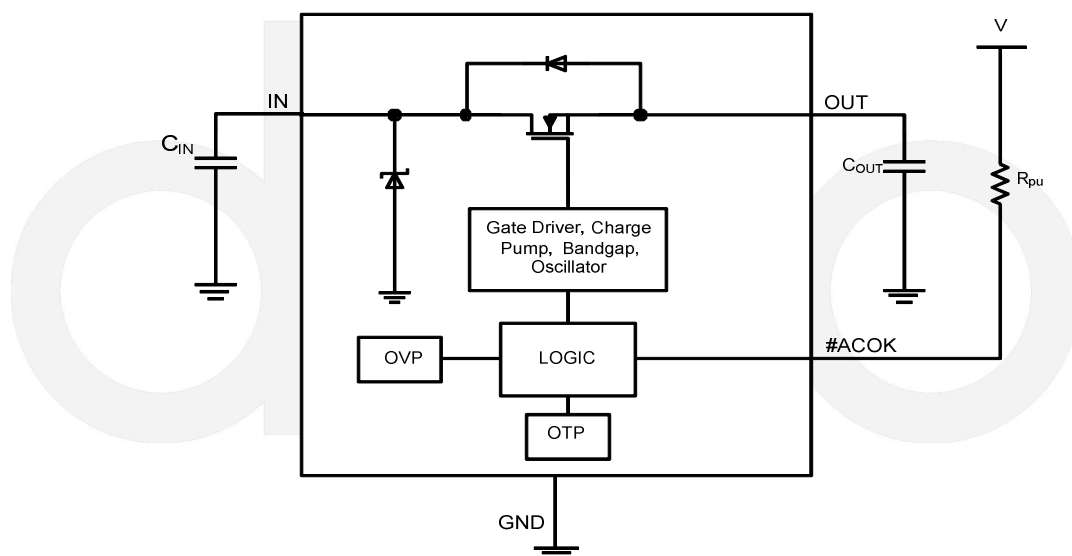 V
IN
OUT
CIN
COUT
Rpu
Gate Driver, Charge
Pump, Bandgap,
Oscillator
OVP
LOGIC
#ACOK
OTP
GND